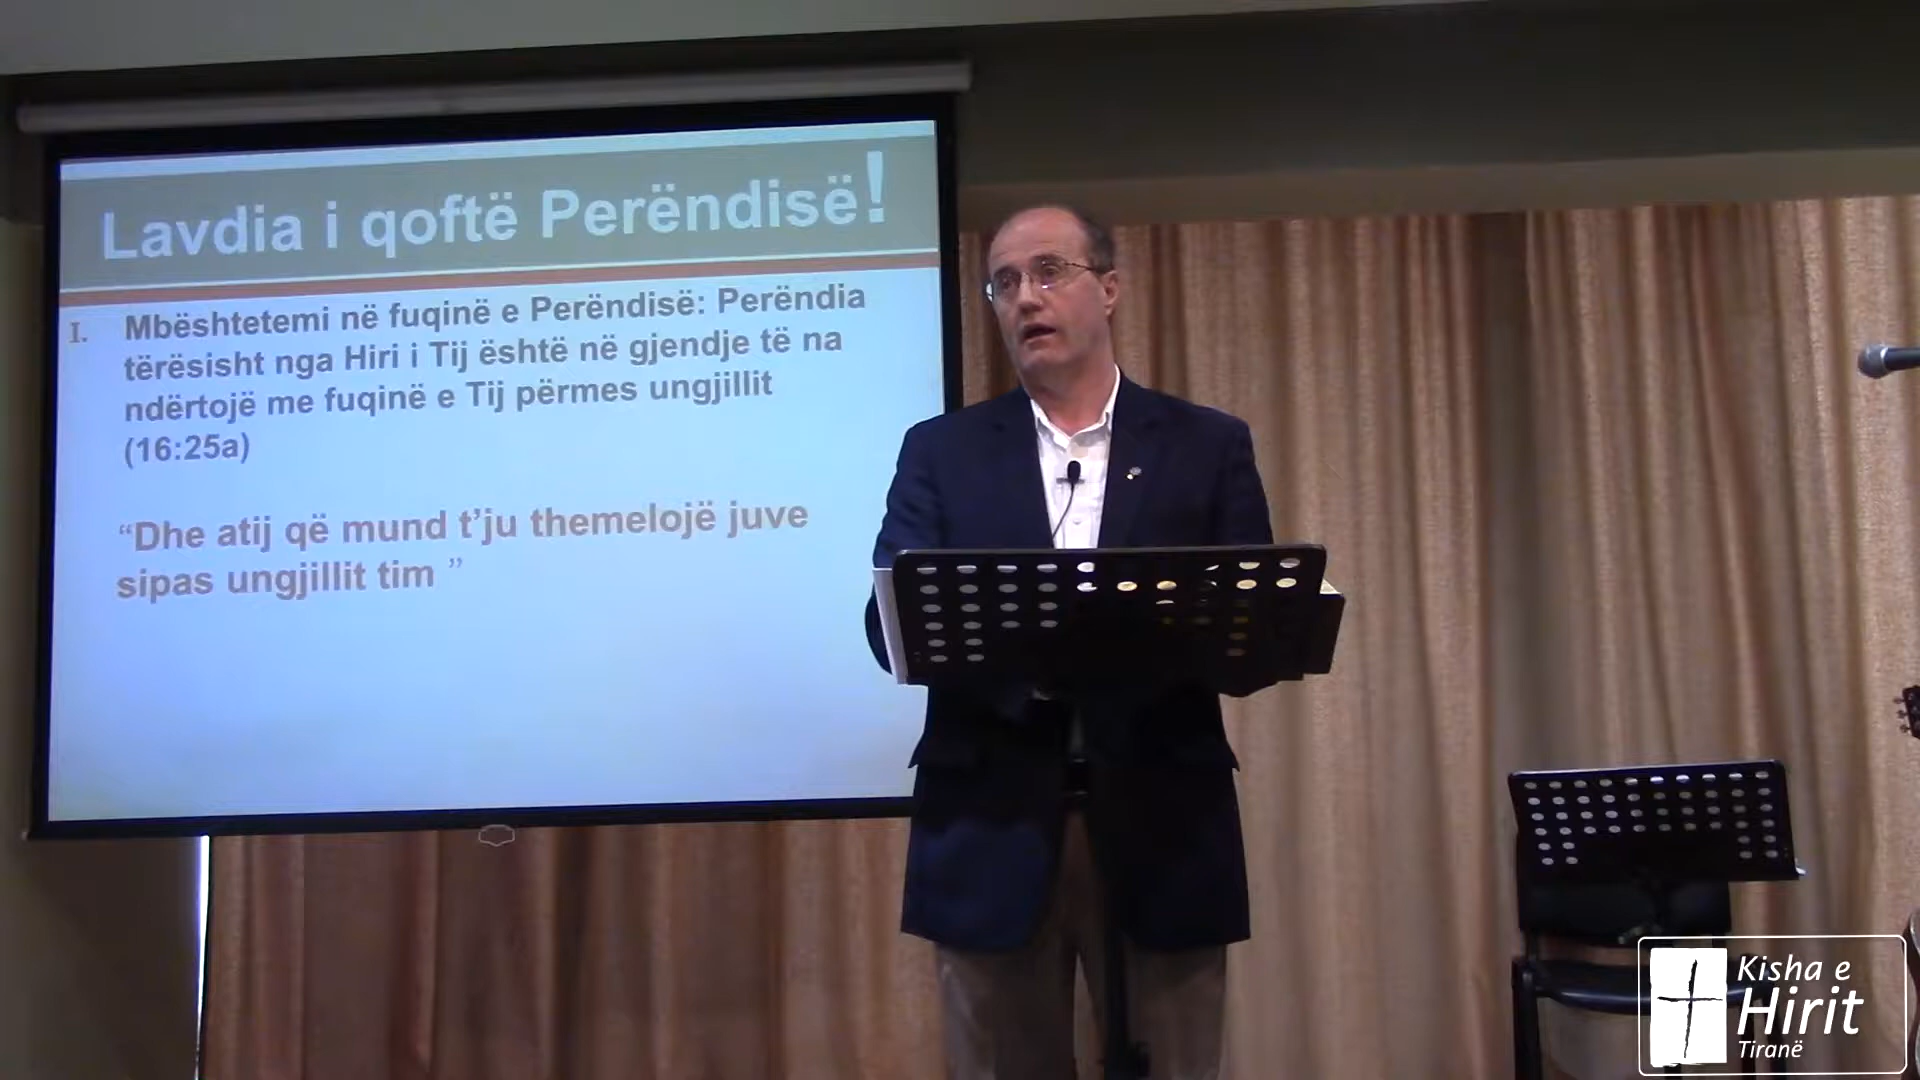 Lavdia i qoftë Perëndisë!
I. Mbështetemi në fuqinë e Perëndisë: Perëndia
tërësisht nga Hiri i Tij është në gjendje të na
ndërtojë me fuqinë e Tij përmes ungjillit
(16:25a)
“Dhe atij që mund t’ju themelojë juve
sipas ungjillit tim ”
Kisha e
Hirit
Tiranë